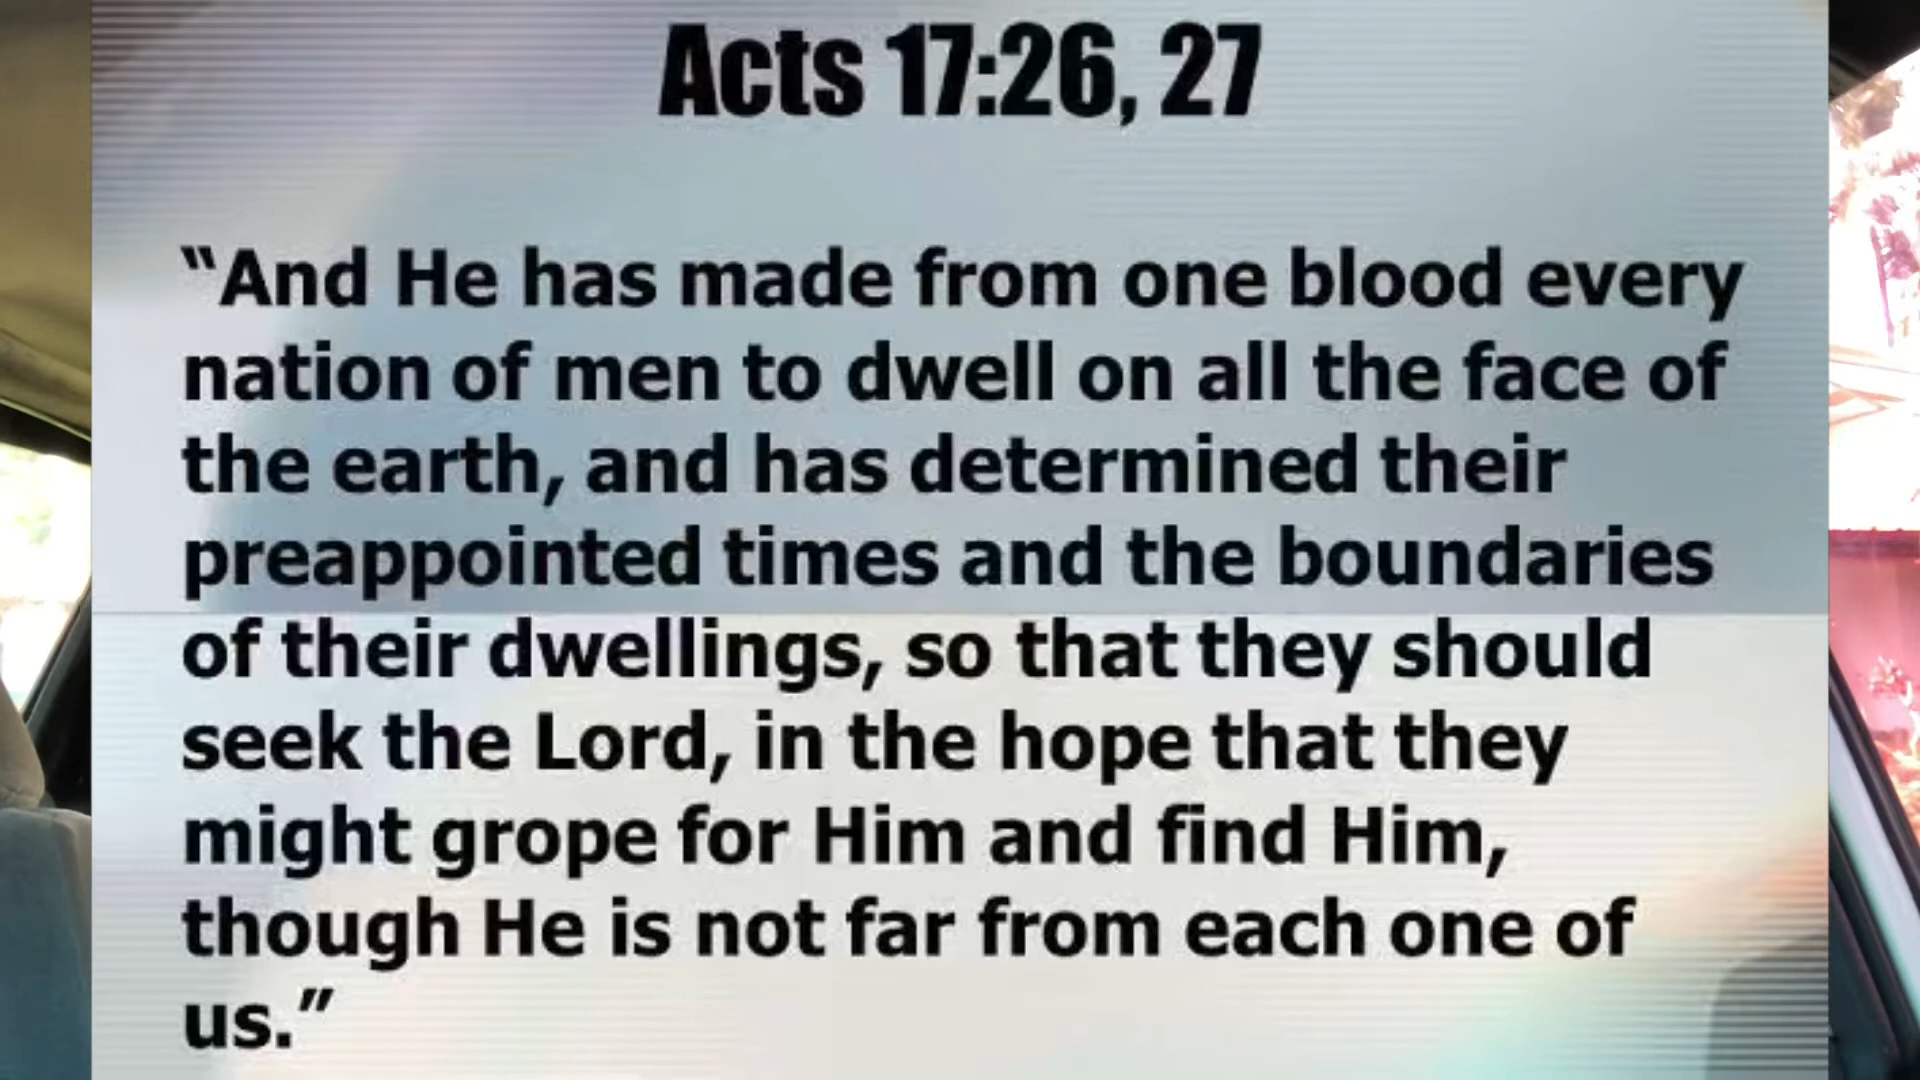 Acts 17:26, 27
“And He has made from one blood every
nation of men to dwell on all the face of
the earth, and has determined their
preappointed times and the boundaries
of their dwellings, so that they should
seek the Lord, in the hope that they
might grope for Him and find Him,
though He is not far from each one of
us.”